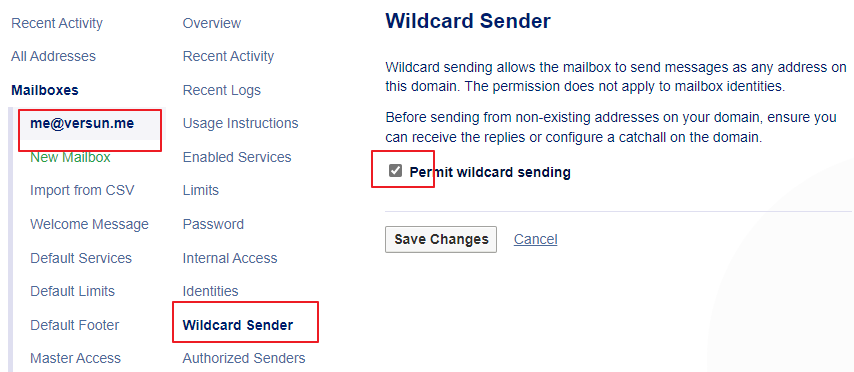 Recent Activity
All Addresses
Mailboxes
me@versun.me
New Mailbox
Import from CSV
Welcome Message
Default Services
Default Limits
Default Footer
Master Access
Overview
Recent Activity
Recent Logs
Usage Instructions
Enabled Services
Limits
Password
Internal Access
Identities
Wildcard Sender
Authorized Senders
Wildcard Sender
Wildcard sending allows the mailbox to send messages as any address on
this domain. The permission does not apply to mailbox identities.
Before sending from non-existing addresses on your domain, ensure you
can receive the replies or configure a catchall on the domain.
Permit wildcard sending
Save Changes
Cancel